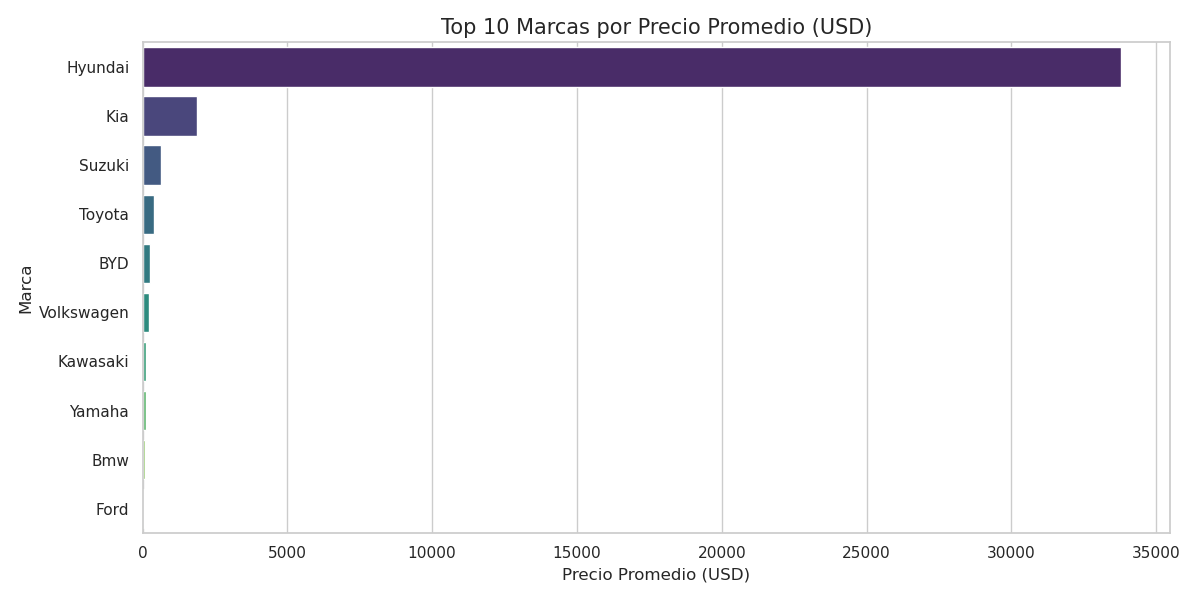 Top 10 Marcas por Precio Promedio (USD)
Hyundai
Kia
Suzuki
Toyota
BYD
Volkswagen
Kawasaki
Yamaha
Bmw
Ford
Marca
0 5000 10000 15000 20000 25000 30000 35000
Precio Promedio (USD)